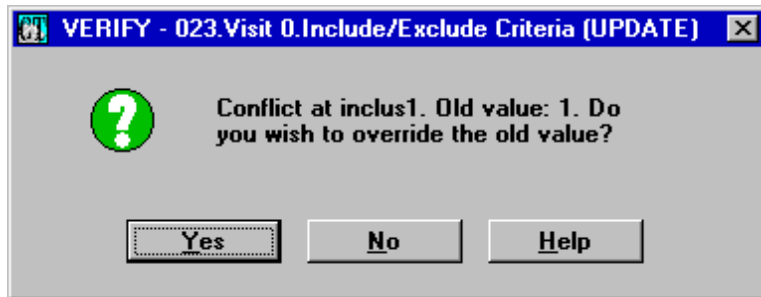 VERIFY - 023.Visit 0.Include/Exclude Criteria (UPDATE)
Conflict at inclus1. Old value: 1. Do
you wish to override the old value?
Yes
No
Help